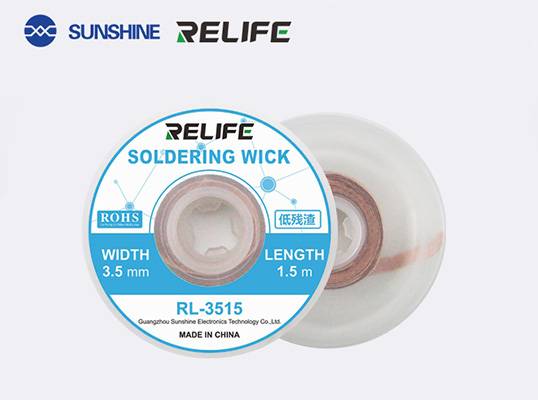 SUNSHINE RELIFE
RELIFE
SOLDERING WICK
ROHS
低残渣
WIDTH
3.5 mm
LENGTH
1.5 m
RL-3515
Guangzhou Sunshine Electronics Technology Co.,Ltd.
MADE IN CHINA